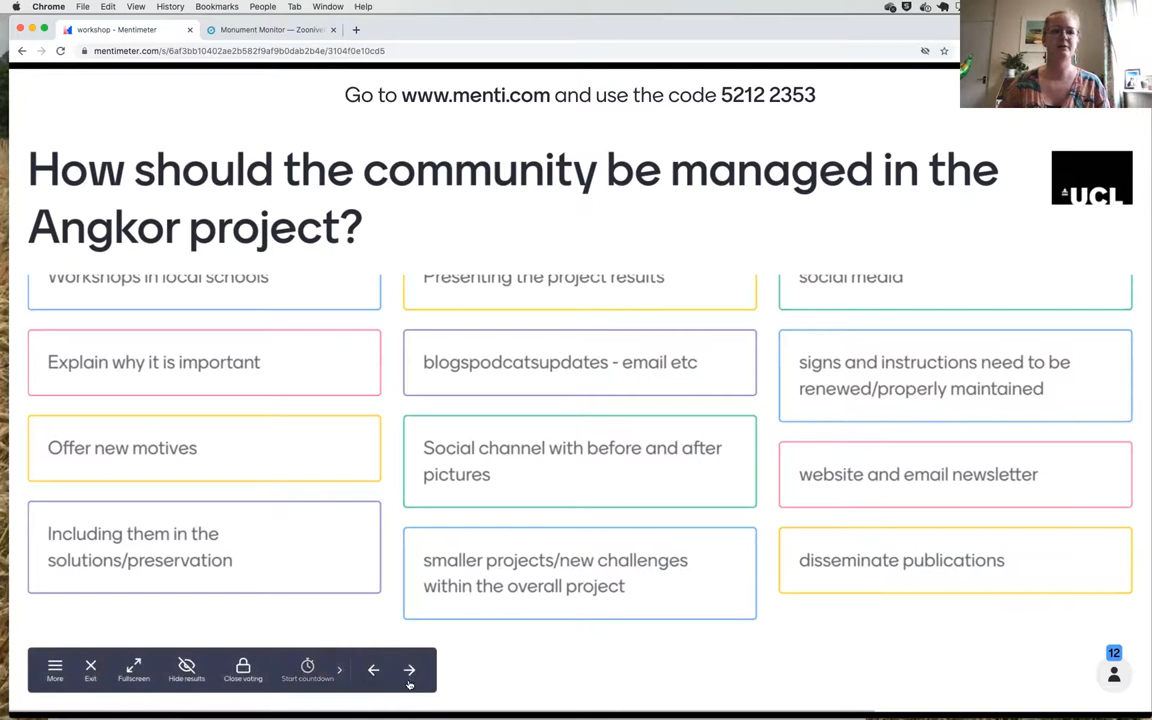 Chrome File Edit View History Bookmarks People Tab Window Help
workshop - Mentimeter
Monument Monitor — Zooniver
mentimeter.com/s/6af3bb10402ae2b582f9af9b0dab2b4e/3104f0e10cd5
Go to www.menti.com and use the code 5212 2353
How should the community be managed in the
Angkor project?
UCL
Workshops in local schools
Presenting the project results
social media
Explain why it is important
blogspodcatsupdates - email etc
signs and instructions need to be
renewed/properly maintained
Offer new motives
Social channel with before and after
pictures
website and email newsletter
Including them in the
solutions/preservation
smaller projects/new challenges
within the overall project
disseminate publications
More Exit Fullscreen Hide results Close voting Start countdown
12